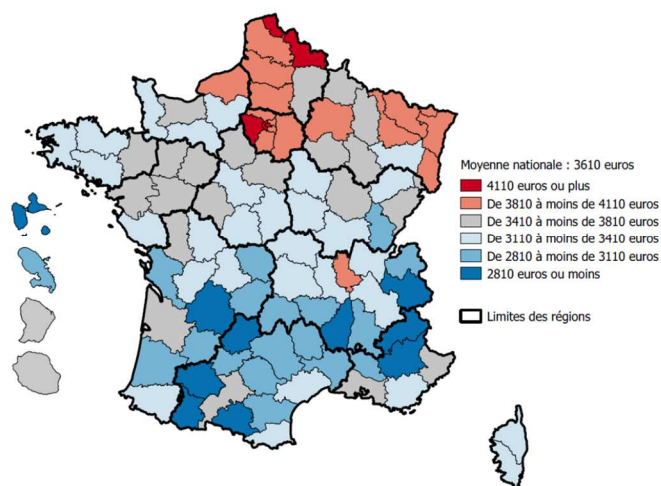 Moyenne nationale : 3610 euros
4110 euros ou plus
De 3810 à moins de 4110 euros
De 3410 à moins de 3810 euros
De 3110 à moins de 3410 euros
De 2810 à moins de 3110 euros
2810 euros ou moins
Limites des régions